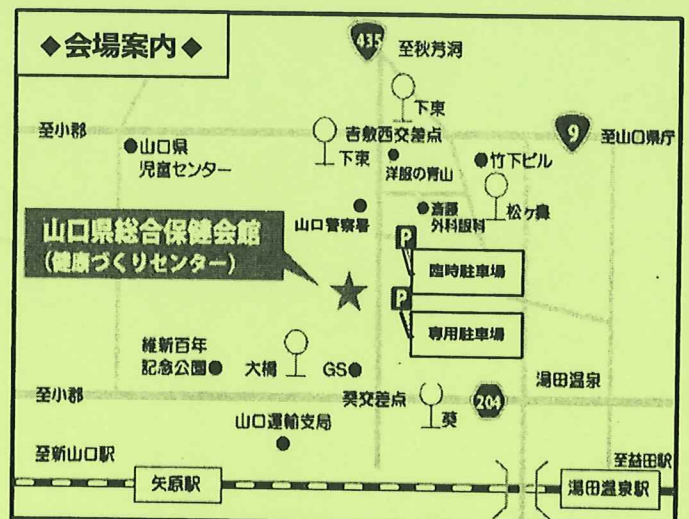 ◆会場案内◆
435
至秋芳洞
下東
至小郡
吉敷西交差点
9
至山口県庁
山口県
児童センター
下東
洋服の青山
竹下ビル
山口警察署
斎藤
外科眼科
松ヶ鼻
山口県総合保健会館
(健康づくりセンター)
P
臨時駐車場
P
専用駐車場
維新百年
記念公園
大橋
GS
湯田温泉
至小郡
葵交差点
葵
204
山口運輸支局
至新山口駅
至益田駅
矢原駅
湯田温泉駅